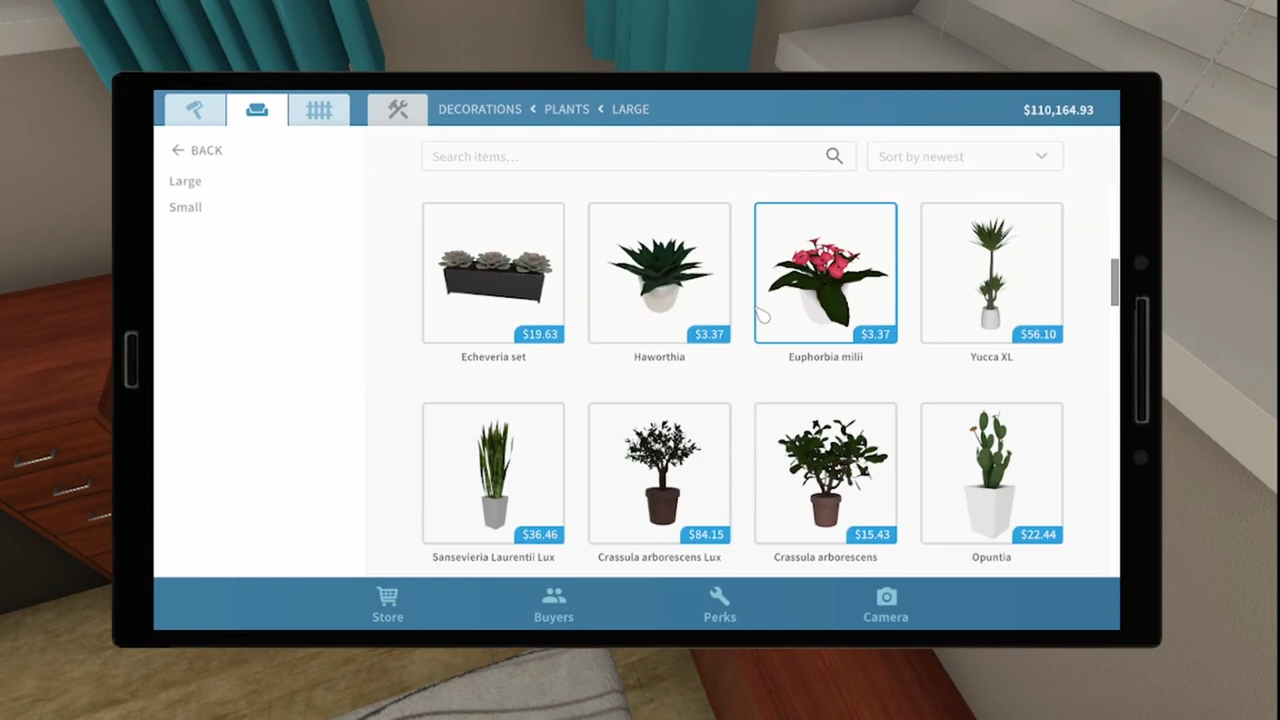 DECORATIONS < PLANTS < LARGE
$110,164.93
BACK
Large
Small
Search items...
Sort by newest
$19.63
$3.37
$3.37
$56.10
Echeveria set
Haworthia
Euphorbia milii
Yucca XL
$36.46
$84.15
$15.43
$22.44
Sansevieria Laurentii Lux
Crassula arborescens Lux
Crassula arborescens
Opuntia
Store
Buyers
Perks
Camera